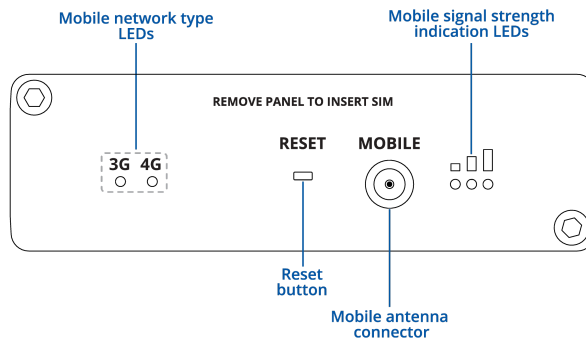 Mobile network type
LEDs
Mobile signal strength
indication LEDs
REMOVE PANEL TO INSERT SIM
RESET
MOBILE
3G 4G
Reset
button
Mobile antenna
connector